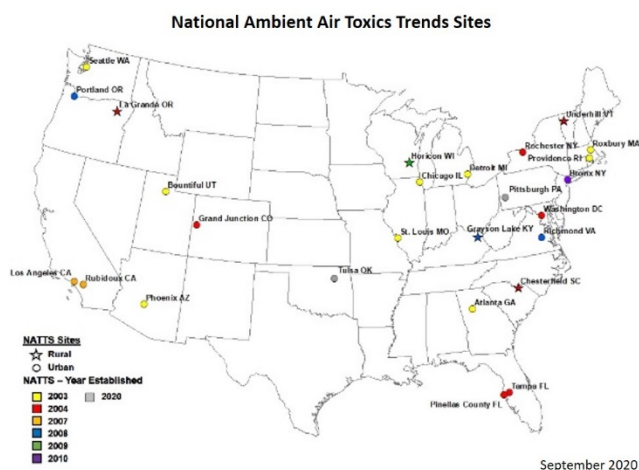 National Ambient Air Toxics Trends Sites
Seattle WA
Portland OR
La Grande OR
Underhill VT
Horicon WI
Rochester NY
Roxbury MA
Providence RI
Detroit MI
Chicago IL
Bronx NY
Bountiful UT
Pittsburgh PA
Grand Junction CO
Washington DC
St. Louis MO
Grayson Lake KY
Richmond VA
Los Angeles CA
Rubidoux CA
Tulsa OK
Phoenix AZ
Chesterfield SC
Atlanta GA
Tampa FL
Pinellas County FL
NATTS Sites
Rural
Urban
NATTS – Year Established
2003
2020
2004
2007
2008
2009
2010
September 2020